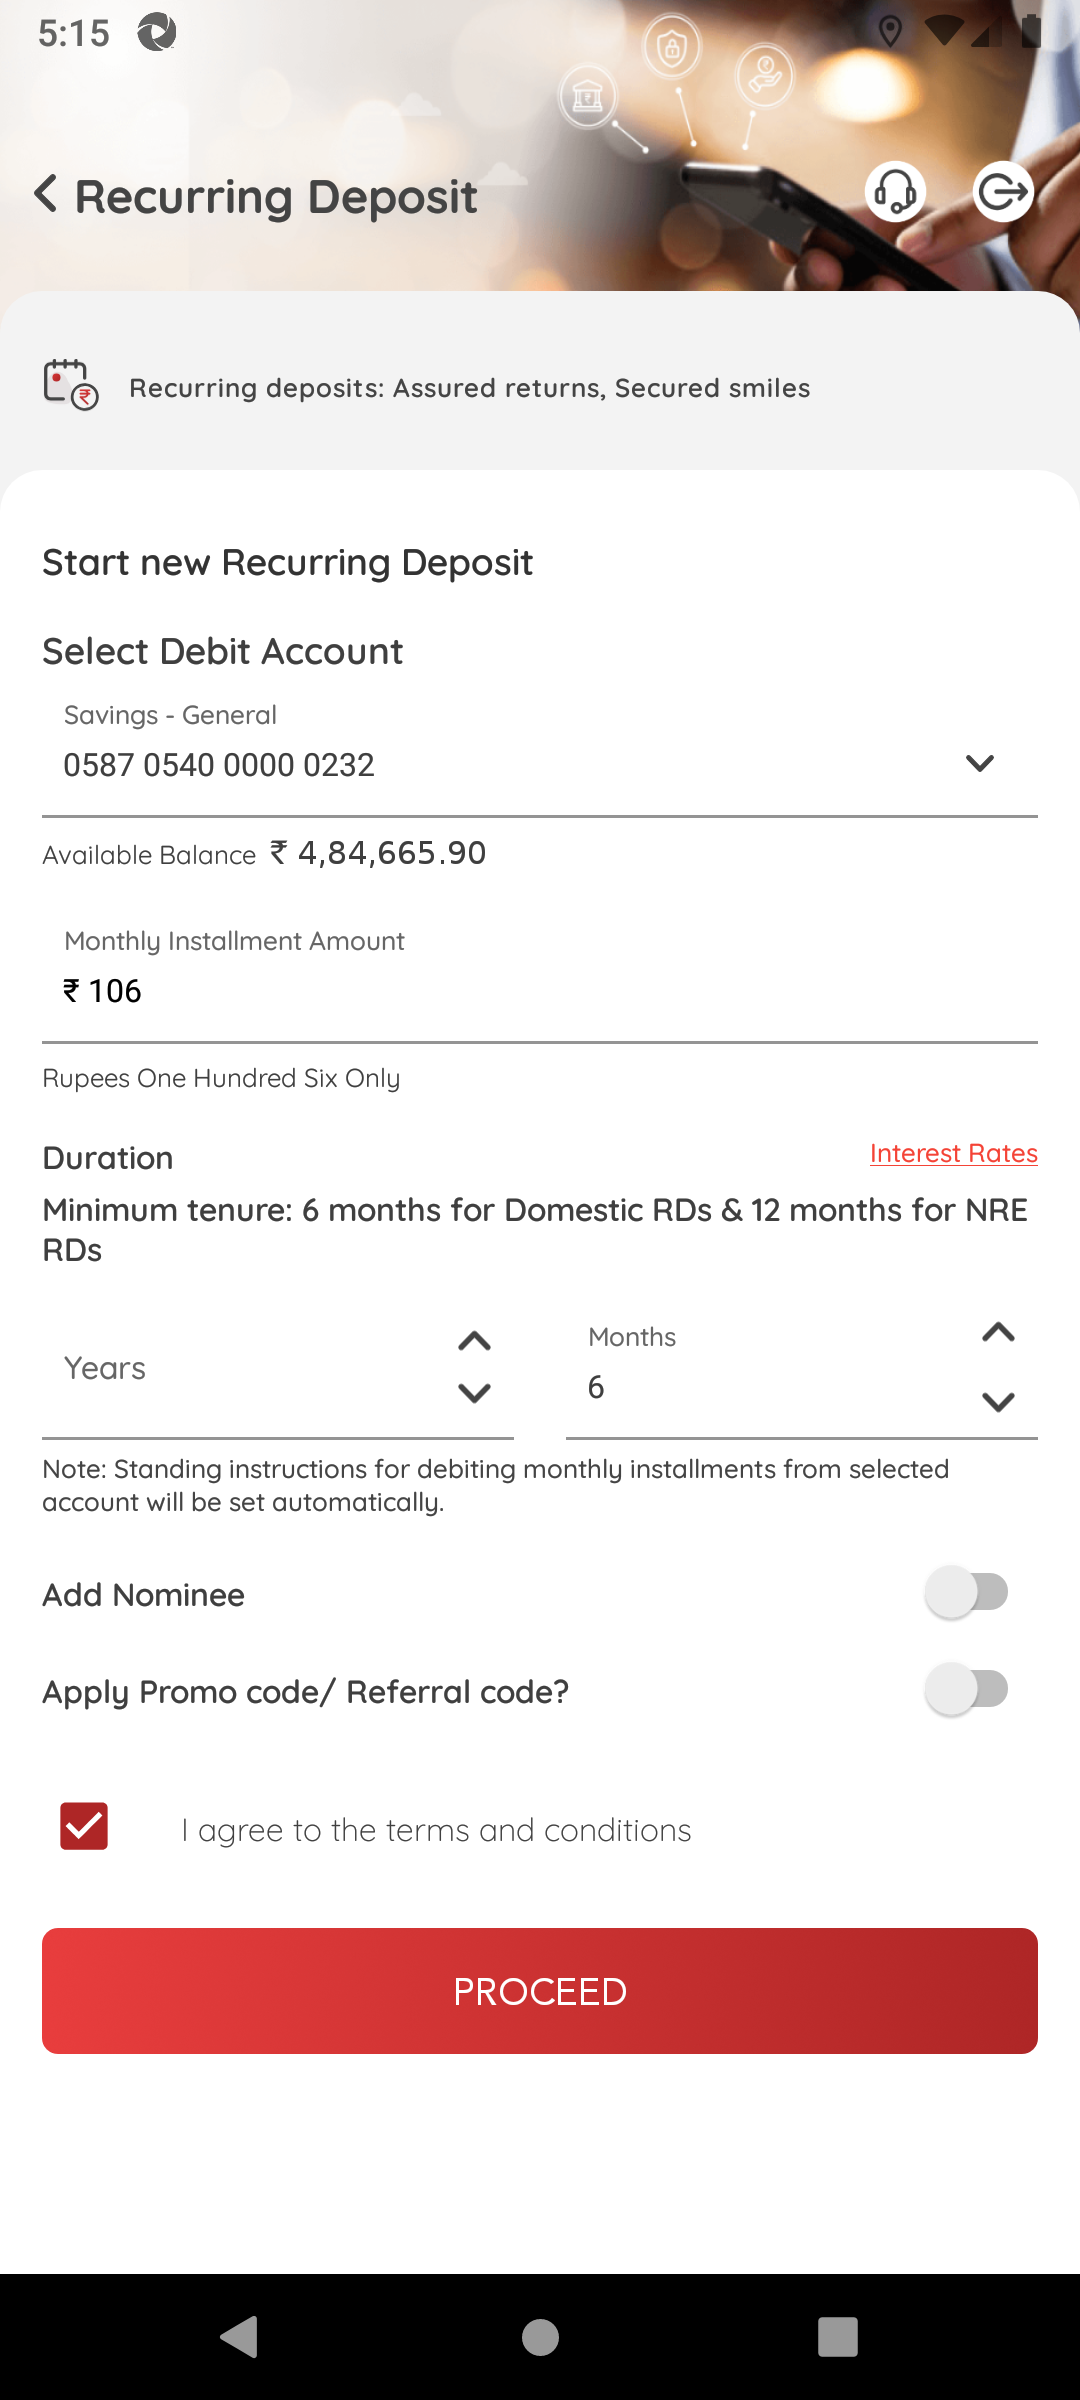 5:15
Recurring Deposit
Recurring deposits: Assured returns, Secured smiles
Start new Recurring Deposit
Select Debit Account
Savings - General
0587 0540 0000 0232
Available Balance ₹ 4,84,665.90
Monthly Installment Amount
₹ 106
Rupees One Hundred Six Only
Duration
Interest Rates
Minimum tenure: 6 months for Domestic RDs & 12 months for NRE
RDs
Years
Months
6
Note: Standing instructions for debiting monthly installments from selected
account will be set automatically.
Add Nominee
Apply Promo code/ Referral code?
I agree to the terms and conditions
PROCEED